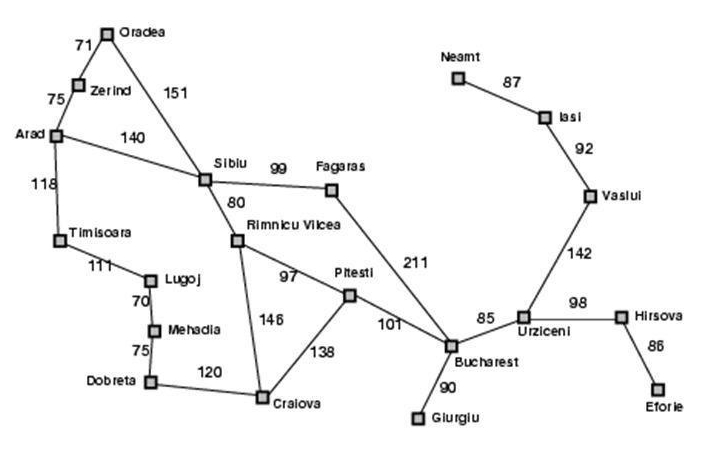 Oradea
71
Neamt
87
Zerind
75
151
Iasi
Arad
140
92
Sibiu
99
Fagaras
118
80
Vaslui
Timisoara
Rimnicu Vilcea
142
111
Lugoj
97
Pitesti
211
70
98
Hirsova
146
101
85
Mehadia
Urziceni
75
138
86
Bucharest
120
Dobreta
90
Craiova
Eforie
Giurgiu